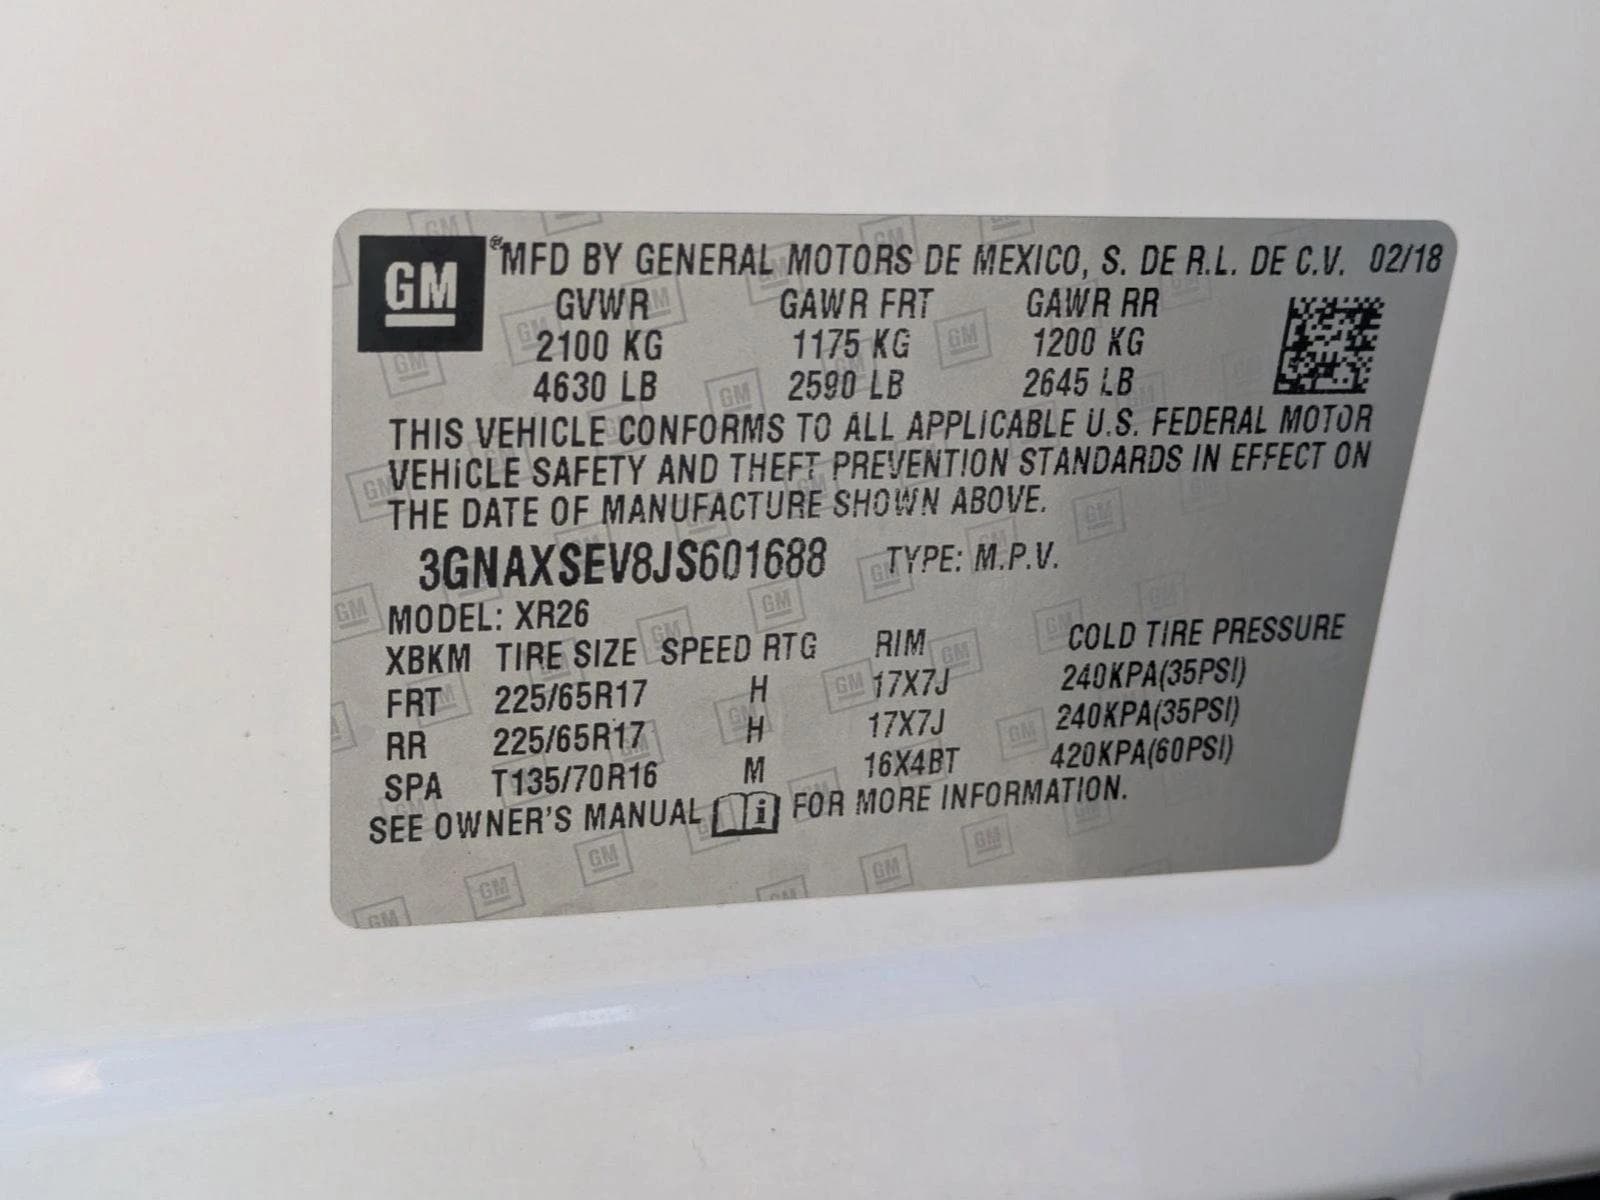 GM ® MFD BY GENERAL MOTORS DE MEXICO, S. DE R.L. DE C.V. 02/18
GVWR GAWR FRT GAWR RR
2100 KG 1175 KG 1200 KG
4630 LB 2590 LB 2645 LB
THIS VEHICLE CONFORMS TO ALL APPLICABLE U.S. FEDERAL MOTOR
VEHICLE SAFETY AND THEFT PREVENTION STANDARDS IN EFFECT ON
THE DATE OF MANUFACTURE SHOWN ABOVE.
3GNAXSEV8JS601688 TYPE: M.P.V.
MODEL: XR26
XBKM TIRE SIZE SPEED RTG RIM COLD TIRE PRESSURE
FRT 225/65R17 H 17X7J 240KPA(35PSI)
RR 225/65R17 H 17X7J 240KPA(35PSI)
SPA T135/70R16 M 16X4BT 420KPA(60PSI)
SEE OWNER'S MANUAL i FOR MORE INFORMATION.